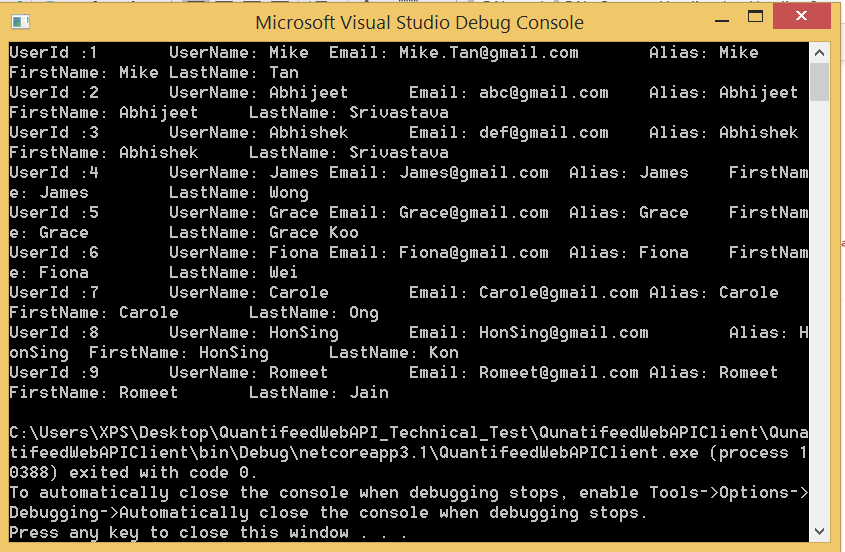 Microsoft Visual Studio Debug Console
UserId :1 UserName: Mike Email: Mike.Tan@gmail.com Alias: Mike
FirstName: Mike LastName: Tan
UserId :2 UserName: Abhijeet Email: abc@gmail.com Alias: Abhijeet
FirstName: Abhijeet LastName: Srivastava
UserId :3 UserName: Abhishek Email: def@gmail.com Alias: Abhishek
FirstName: Abhishek LastName: Srivastava
UserId :4 UserName: James Email: James@gmail.com Alias: James FirstNam
e: James LastName: Wong
UserId :5 UserName: Grace Email: Grace@gmail.com Alias: Grace FirstNam
e: Grace LastName: Grace Koo
UserId :6 UserName: Fiona Email: Fiona@gmail.com Alias: Fiona FirstNam
e: Fiona LastName: Wei
UserId :7 UserName: Carole Email: Carole@gmail.com Alias: Carole
FirstName: Carole LastName: Ong
UserId :8 UserName: HonSing Email: HonSing@gmail.com Alias: H
onSing FirstName: HonSing LastName: Kon
UserId :9 UserName: Romeet Email: Romeet@gmail.com Alias: Romeet
FirstName: Romeet LastName: Jain
C:\Users\XPS\Desktop\QuantifeedWebAPI_Technical_Test\QunatifeedWebAPIClient\Quna
tifeedWebAPIClient\bin\Debug\netcoreapp3.1\QuantifeedWebAPIClient.exe (process 1
0388) exited with code 0.
To automatically close the console when debugging stops, enable Tools->Options->
Debugging->Automatically close the console when debugging stops.
Press any key to close this window . . .